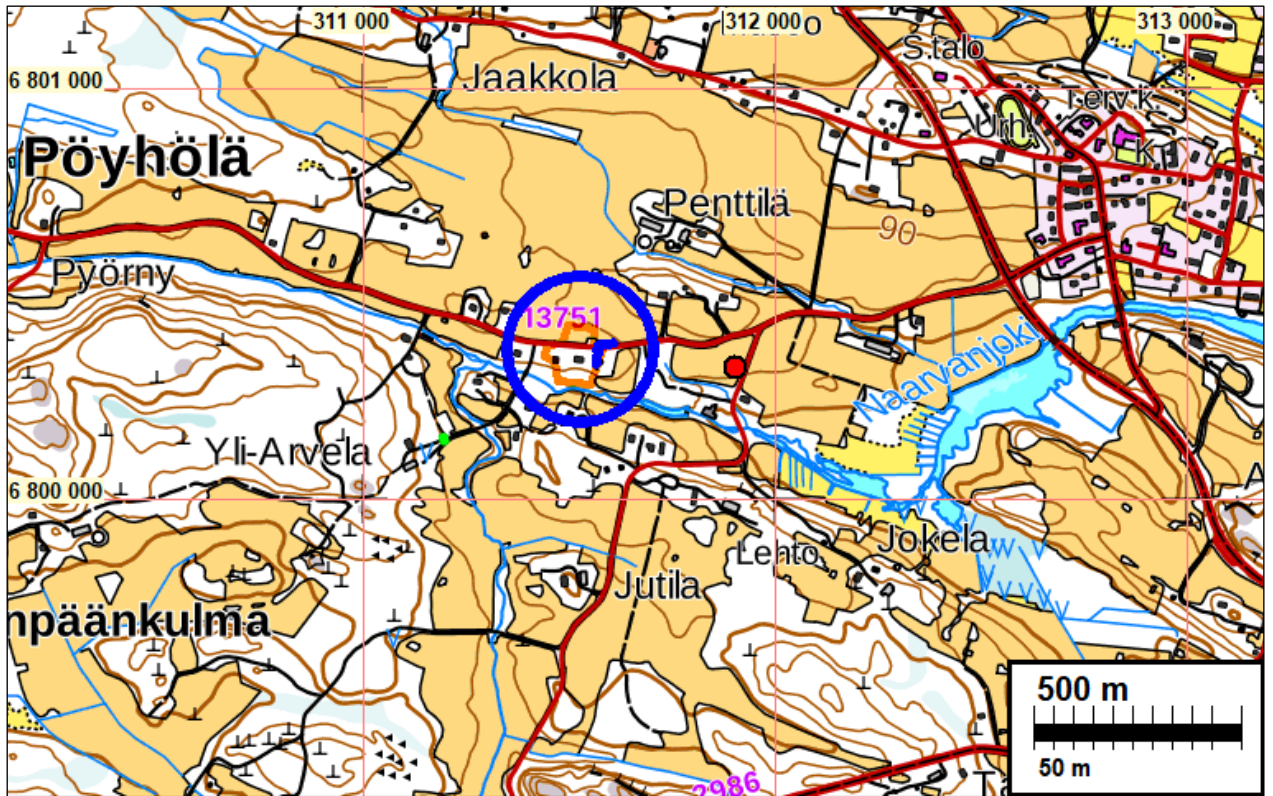 311 000
312 000
313 000
S.talo
6 801 000
Jaakkola
Terv.k.
Urh.
K
Pöyhölä
Penttilä
90
Pyörny
13751
Naarvanjoki
Yli-Arvela
6 800 000
Jokela
Lehto
Jutila
npäänkulma
500 m
50 m
2986